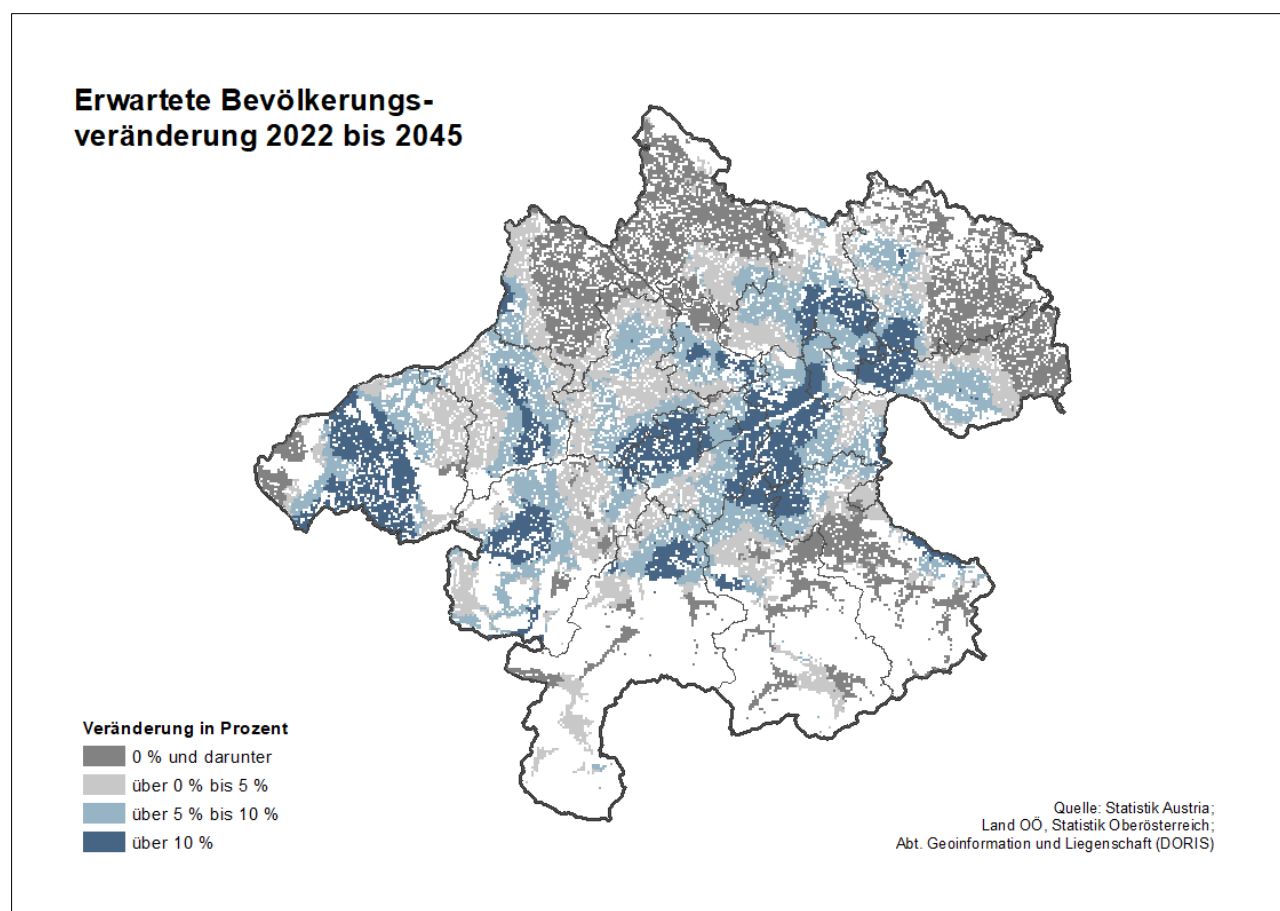 Erwartete Bevölkerungs-
veränderung 2022 bis 2045
Veränderung in Prozent
0 % und darunter
über 0 % bis 5 %
über 5 % bis 10 %
über 10 %
Quelle: Statistik Austria;
Land OÖ, Statistik Oberösterreich;
Abt. Geoinformation und Liegenschaft (DORIS)